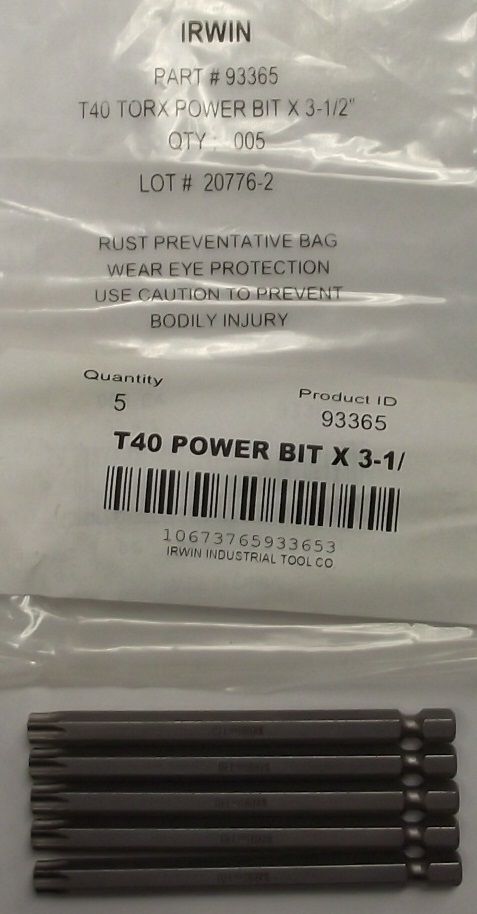 IRWIN
PART # 93365
T40 TORX POWER BIT X 3-1/2"
QTY : 005
LOT # 20776-2
RUST PREVENTATIVE BAG
WEAR EYE PROTECTION
USE CAUTION TO PREVENT
BODILY INJURY
Quantity Product ID
5 93365
T40 POWER BIT X 3-1/
10673765933653
IRWIN INDUSTRIAL TOOL CO